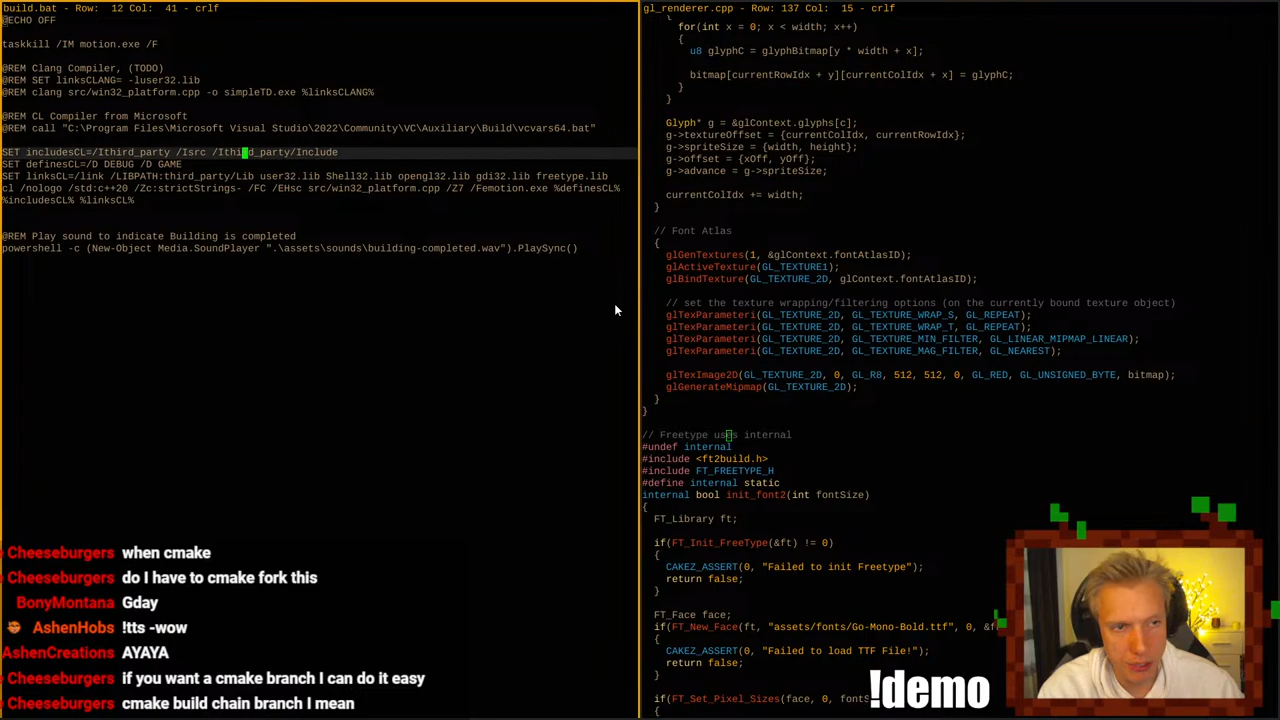 build.bat - Row: 12 Col: 41 - crlf
@ECHO OFF
taskkill /IM motion.exe /F
@REM Clang Compiler, (TODO)
@REM SET linksCLANG= -luser32.lib
@REM clang src/win32_platform.cpp -o simpleTD.exe %linksCLANG%
@REM CL Compiler from Microsoft
@REM call "C:\Program Files\Microsoft Visual Studio\2022\Community\VC\Auxiliary\Build\vcvars64.bat"
SET includesCL=/Ithird_party /Isrc /Ithird_party/Include
SET definesCL=/D DEBUG /D GAME
SET linksCL=/link /LIBPATH:third_party/Lib user32.lib Shell32.lib opengl32.lib gdi32.lib freetype.lib
cl /nologo /std:c++20 /Zc:strictStrings- /FC /EHsc src/win32_platform.cpp /Z7 /Femotion.exe %definesCL%
%includesCL% %linksCL%
@REM Play sound to indicate Building is completed
powershell -c (New-Object Media.SoundPlayer ".\assets\sounds\building-completed.wav").PlaySync()
gl_renderer.cpp - Row: 137 Col: 15 - crlf
{
for(int x = 0; x < width; x++)
{
u8 glyphC = glyphBitmap[y * width + x];
bitmap[currentRowIdx + y][currentColIdx + x] = glyphC;
}
}
Glyph* g = &glContext.glyphs[c];
g->textureOffset = {currentColIdx, currentRowIdx};
g->spriteSize = {width, height};
g->offset = {xOff, yOff};
g->advance = g->spriteSize;
currentColIdx += width;
}
// Font Atlas
{
glGenTextures(1, &glContext.fontAtlasID);
glActiveTexture(GL_TEXTURE1);
glBindTexture(GL_TEXTURE_2D, glContext.fontAtlasID);
// set the texture wrapping/filtering options (on the currently bound texture object)
glTexParameteri(GL_TEXTURE_2D, GL_TEXTURE_WRAP_S, GL_REPEAT);
glTexParameteri(GL_TEXTURE_2D, GL_TEXTURE_WRAP_T, GL_REPEAT);
glTexParameteri(GL_TEXTURE_2D, GL_TEXTURE_MIN_FILTER, GL_LINEAR_MIPMAP_LINEAR);
glTexParameteri(GL_TEXTURE_2D, GL_TEXTURE_MAG_FILTER, GL_NEAREST);
glTexImage2D(GL_TEXTURE_2D, 0, GL_R8, 512, 512, 0, GL_RED, GL_UNSIGNED_BYTE, bitmap);
glGenerateMipmap(GL_TEXTURE_2D);
}
}
// Freetype uses internal
#undef internal
#include <ft2build.h>
#include FT_FREETYPE_H
#define internal static
internal bool init_font2(int fontSize)
{
FT_Library ft;
if(FT_Init_FreeType(&ft) != 0)
{
CAKEZ_ASSERT(0, "Failed to init Freetype");
return false;
}
FT_Face face;
if(FT_New_Face(ft, "assets/fonts/Go-Mono-Bold.ttf", 0, &f
{
CAKEZ_ASSERT(0, "Failed to load TTF File!");
return false;
}
if(FT_Set_Pixel_Sizes(face, 0, fontS
{
Cheeseburgers when cmake
Cheeseburgers do I have to cmake fork this
BonyMontana Gday
AshenHobs !tts -wow
AshenCreations AYAYA
Cheeseburgers if you want a cmake branch I can do it easy
Cheeseburgers cmake build chain branch I mean
!demo